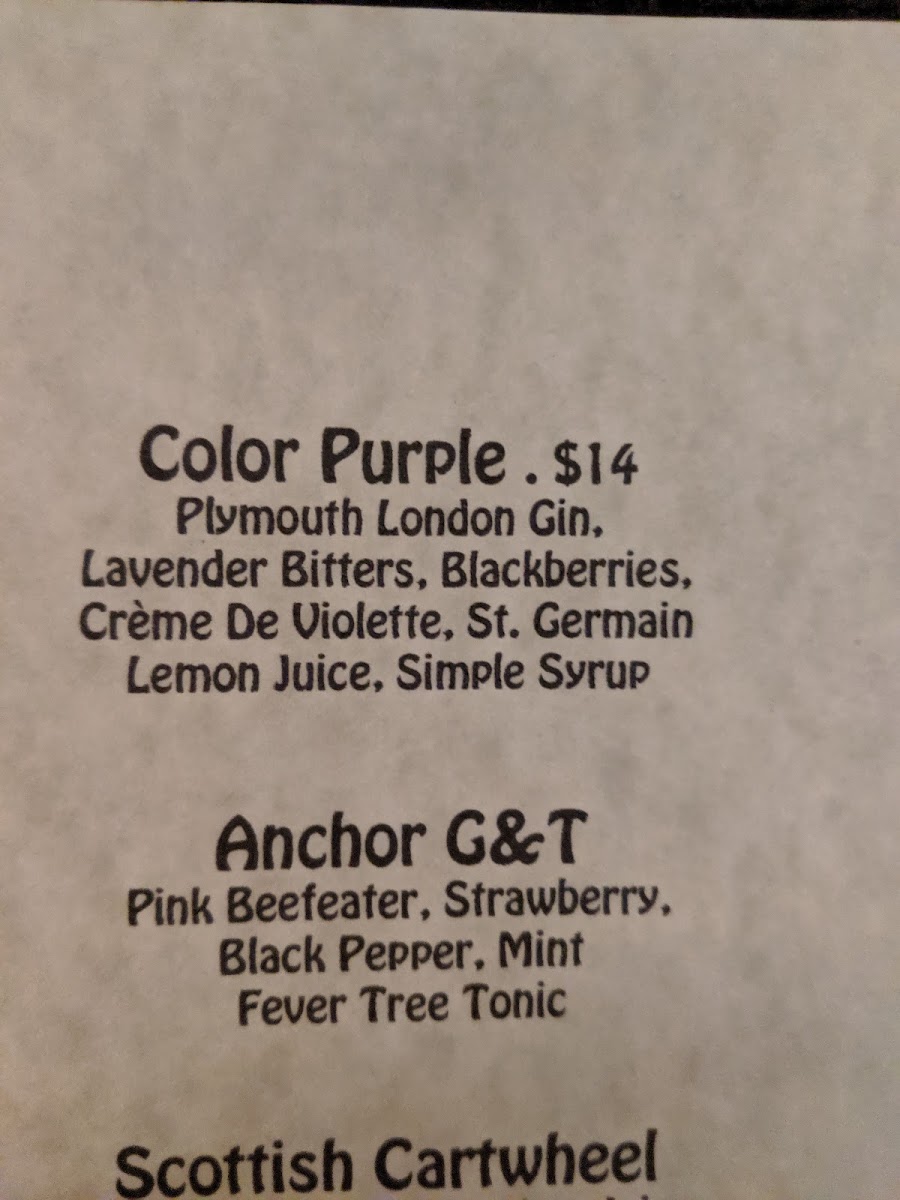 Color Purple . $14
Plymouth London Gin,
Lavender Bitters, Blackberries,
Crème De Violette, St. Germain
Lemon Juice, Simple Syrup
Anchor G&T
Pink Beefeater, Strawberry,
Black Pepper, Mint
Fever Tree Tonic
Scottish Cartwheel